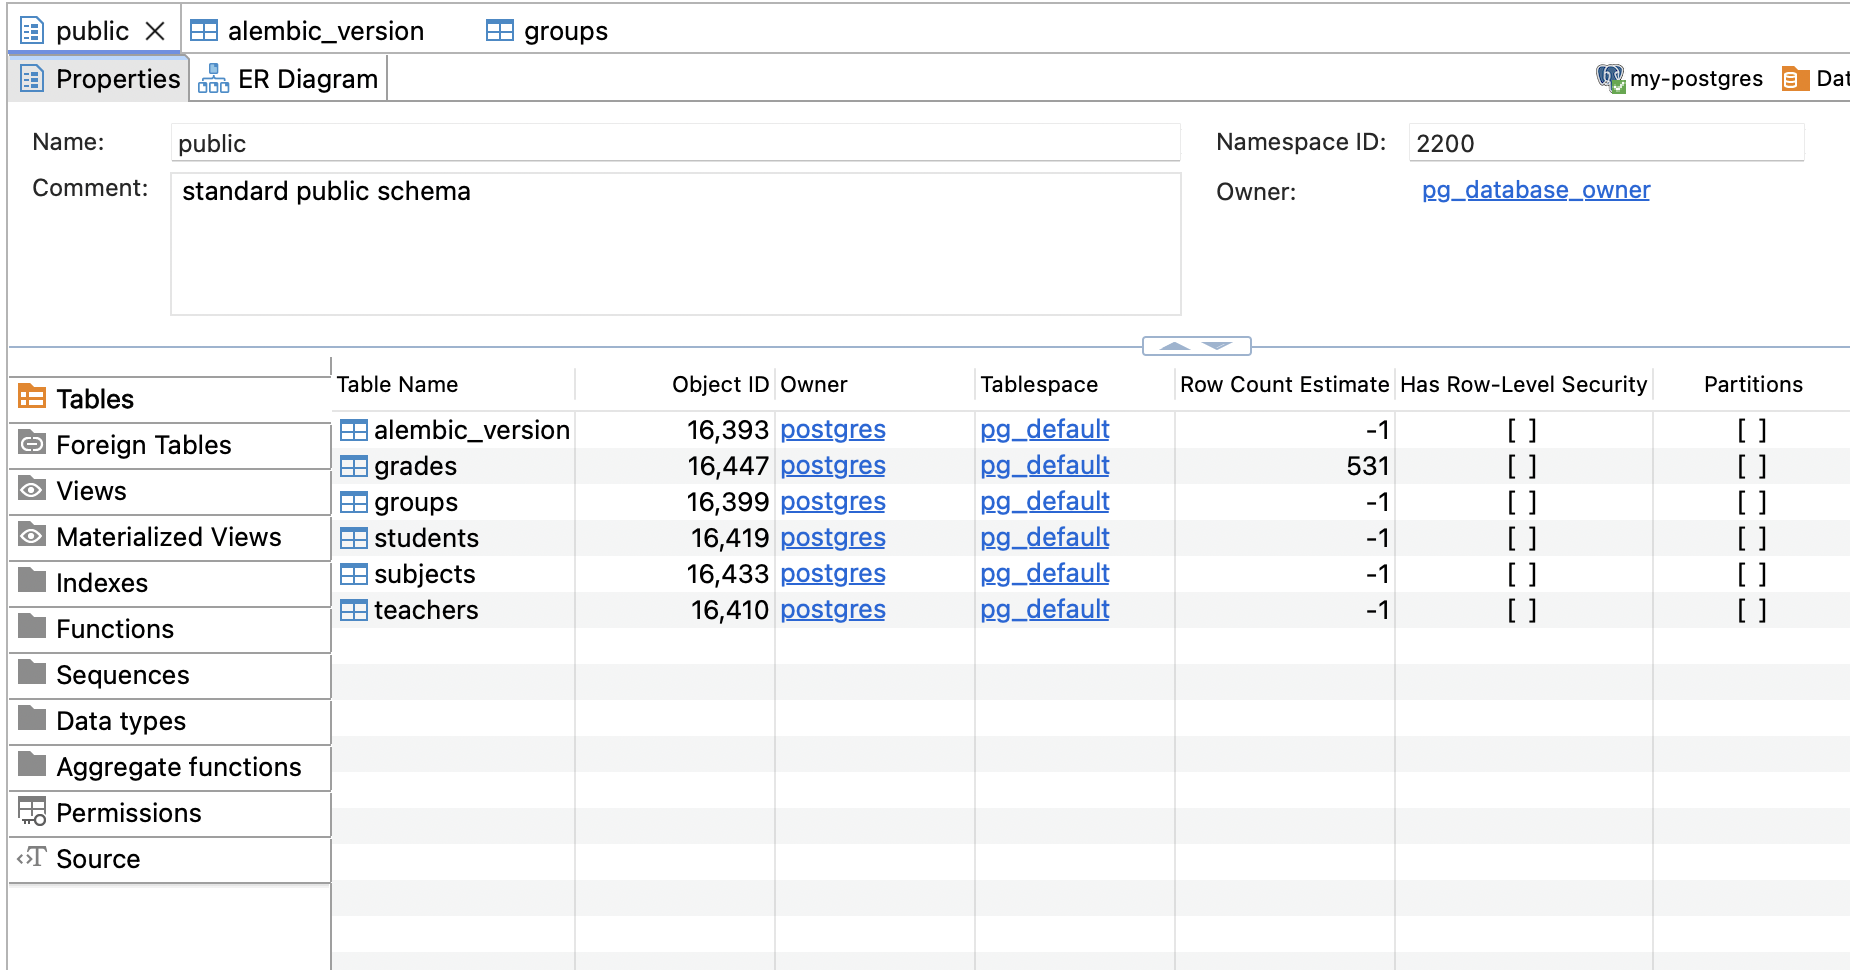 public alembic_version groups
Properties ER Diagram my-postgres
Name: public Namespace ID: 2200
Comment: standard public schema Owner: pg_database_owner
Table Name Object ID Owner Tablespace Row Count Estimate Has Row-Level Security Partitions
Tables
Foreign Tables
Views
Materialized Views
Indexes
Functions
Sequences
Data types
Aggregate functions
Permissions
Source
alembic_version 16,393 postgres pg_default -1 [ ] [ ]
grades 16,447 postgres pg_default 531 [ ] [ ]
groups 16,399 postgres pg_default -1 [ ] [ ]
students 16,419 postgres pg_default -1 [ ] [ ]
subjects 16,433 postgres pg_default -1 [ ] [ ]
teachers 16,410 postgres pg_default -1 [ ] [ ]